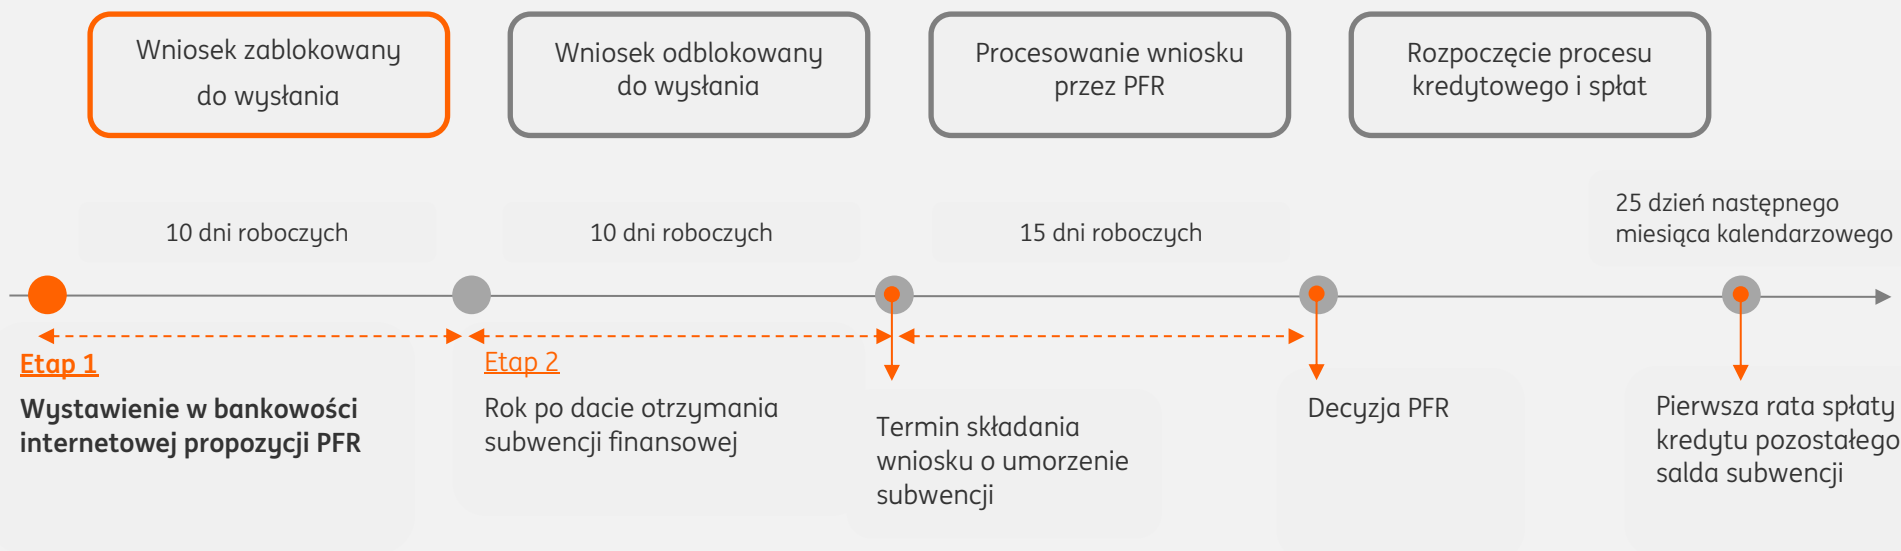 Wniosek zablokowany
do wysłania
Wniosek odblokowany
do wysłania
Procesowanie wniosku
przez PFR
Rozpoczęcie procesu
kredytowego i spłat
10 dni roboczych
10 dni roboczych
15 dni roboczych
25 dzień następnego
miesiąca kalendarzowego
Etap 1
Wystawienie w bankowości
internetowej propozycji PFR
Etap 2
Rok po dacie otrzymania
subwencji finansowej
Termin składania
wniosku o umorzenie
subwencji
Decyzja PFR
Pierwsza rata spłaty
kredytu pozostałego
salda subwencji